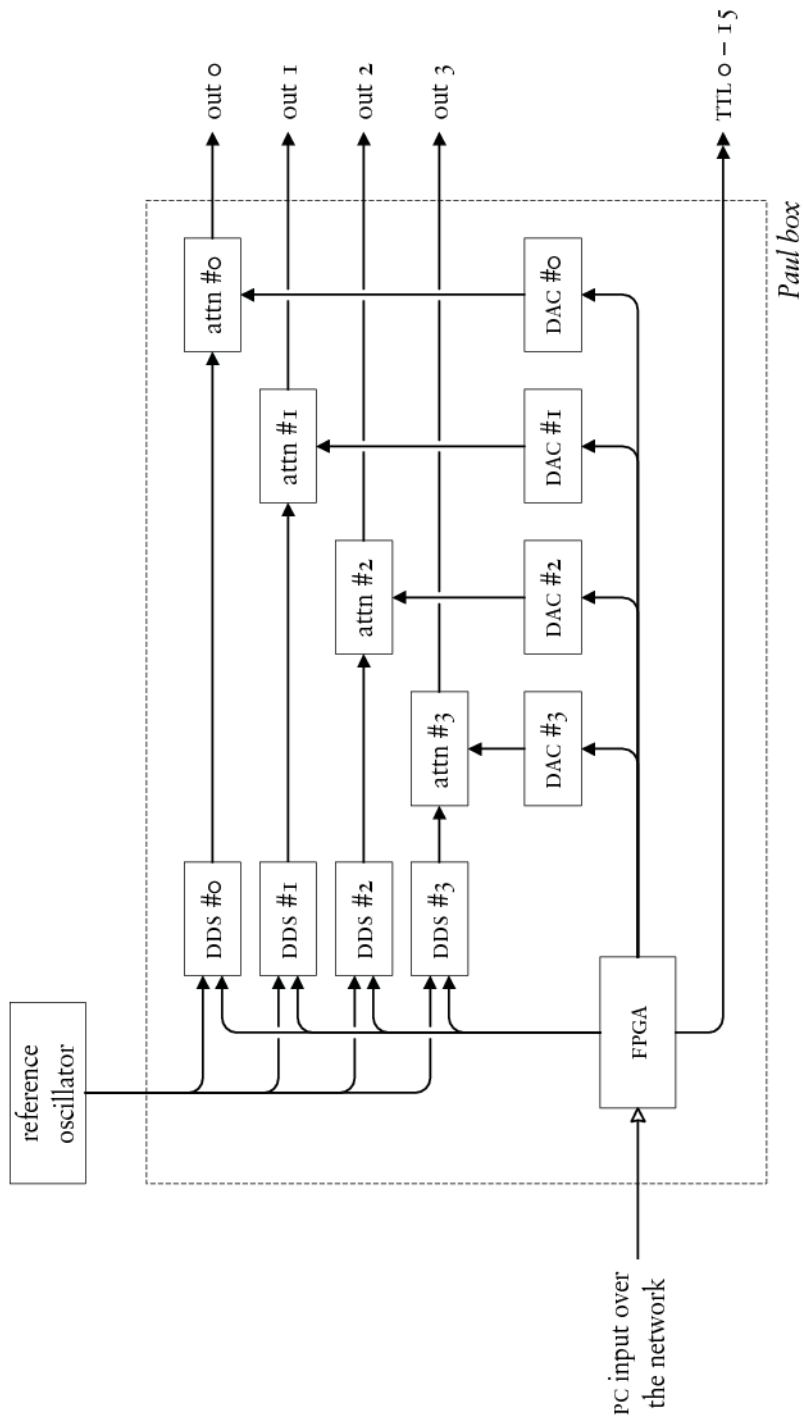 reference
oscillator
DDS #0
attn #0
out 0
DDS #1
attn #1
out 1
DDS #2
attn #2
out 2
DDS #3
attn #3
out 3
DAC #3
DAC #2
DAC #1
DAC #0
PC input over
the network
FPGA
TTL 0 – 15
Paul box